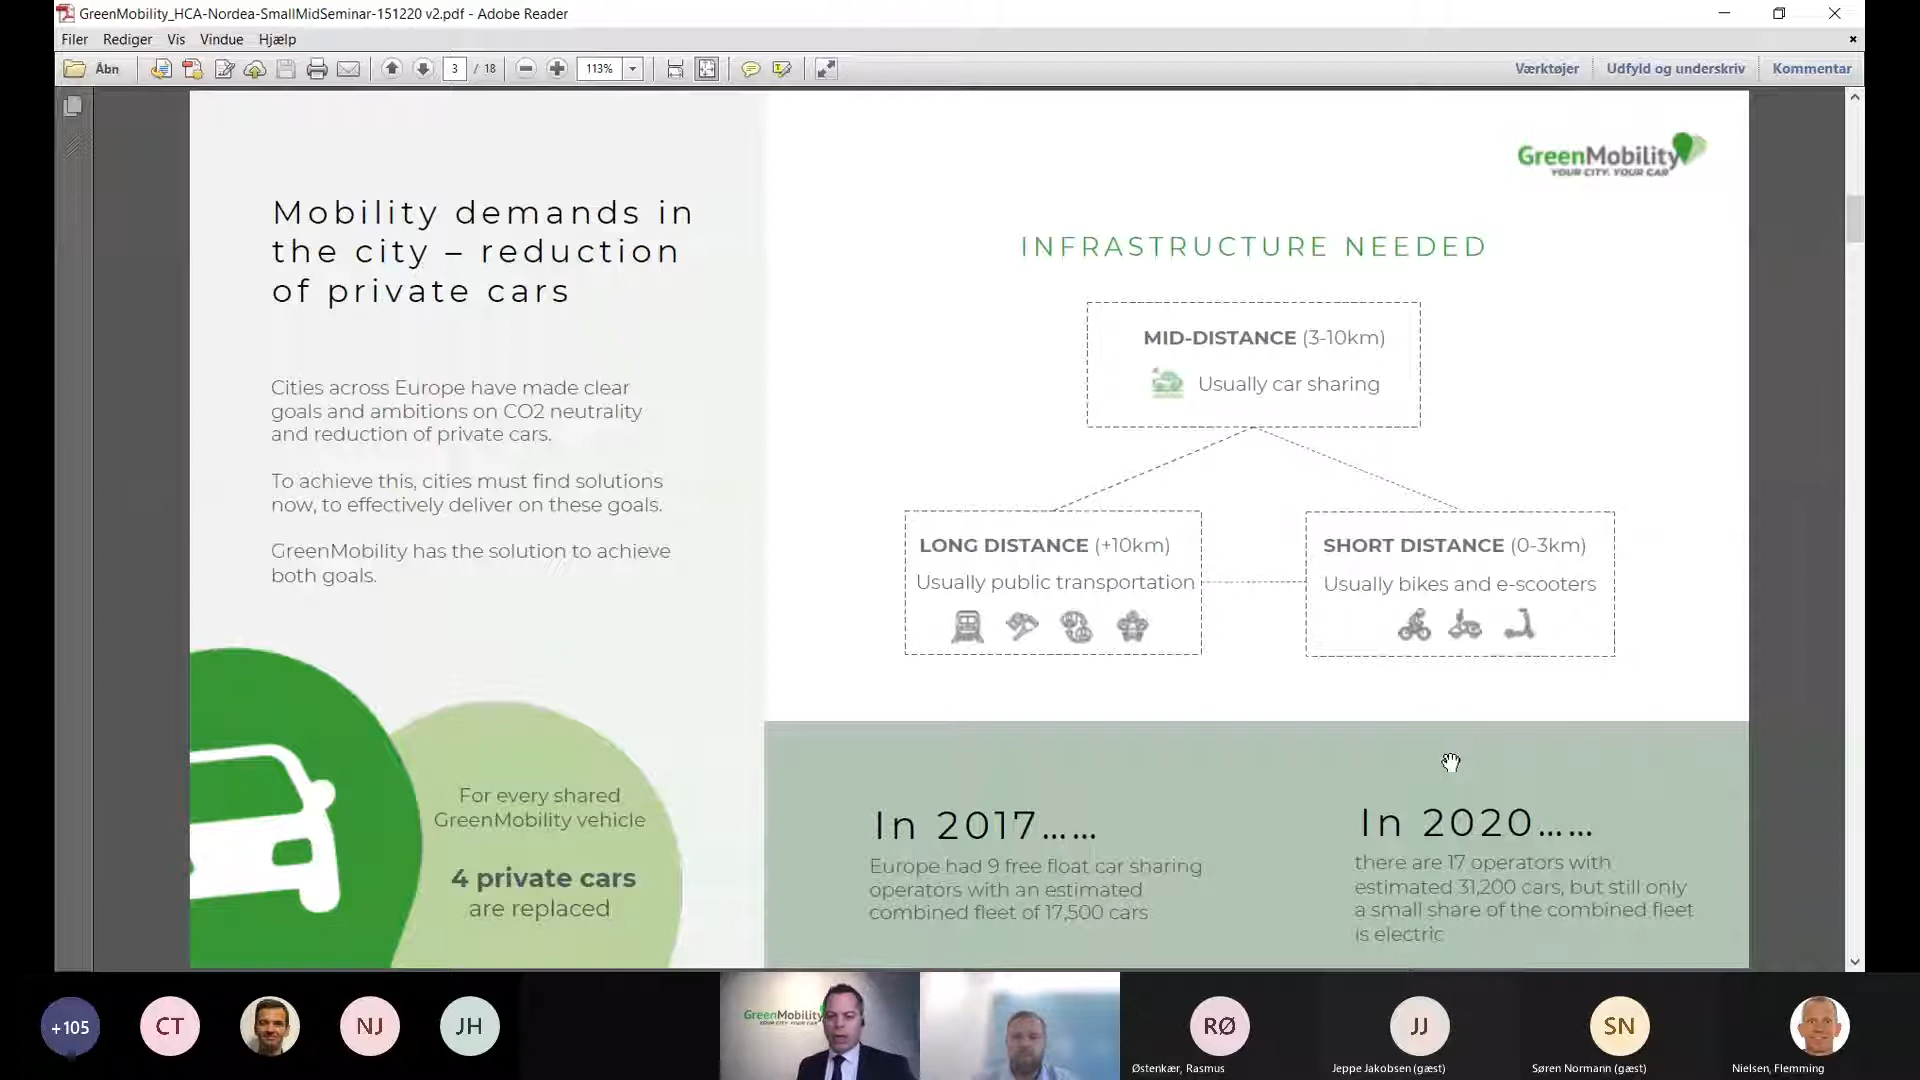 GreenMobility_HCA-Nordea-SmallMidSeminar-151220 v2.pdf - Adobe Reader
Filer Rediger Vis Vindue Hjælp
Åbn 3 / 18 113% Værktøjer Udfyld og underskriv Kommentar
GreenMobility
YOUR CITY. YOUR CAR
Mobility demands in
the city – reduction
of private cars
Cities across Europe have made clear
goals and ambitions on CO2 neutrality
and reduction of private cars.
To achieve this, cities must find solutions
now, to effectively deliver on these goals.
GreenMobility has the solution to achieve
both goals.
For every shared
GreenMobility vehicle
4 private cars
are replaced
INFRASTRUCTURE NEEDED
MID-DISTANCE (3-10km)
Usually car sharing
LONG DISTANCE (+10km)
Usually public transportation
SHORT DISTANCE (0-3km)
Usually bikes and e-scooters
In 2017......
Europe had 9 free float car sharing
operators with an estimated
combined fleet of 17,500 cars
In 2020......
there are 17 operators with
estimated 31,200 cars, but still only
a small share of the combined fleet
is electric
+105 CT NJ JH
GreenMobility
YOUR CITY. YOUR CAR
RØ JJ SN
Østenkær, Rasmus Jeppe Jakobsen (gæst) Søren Normann (gæst) Nielsen, Flemming